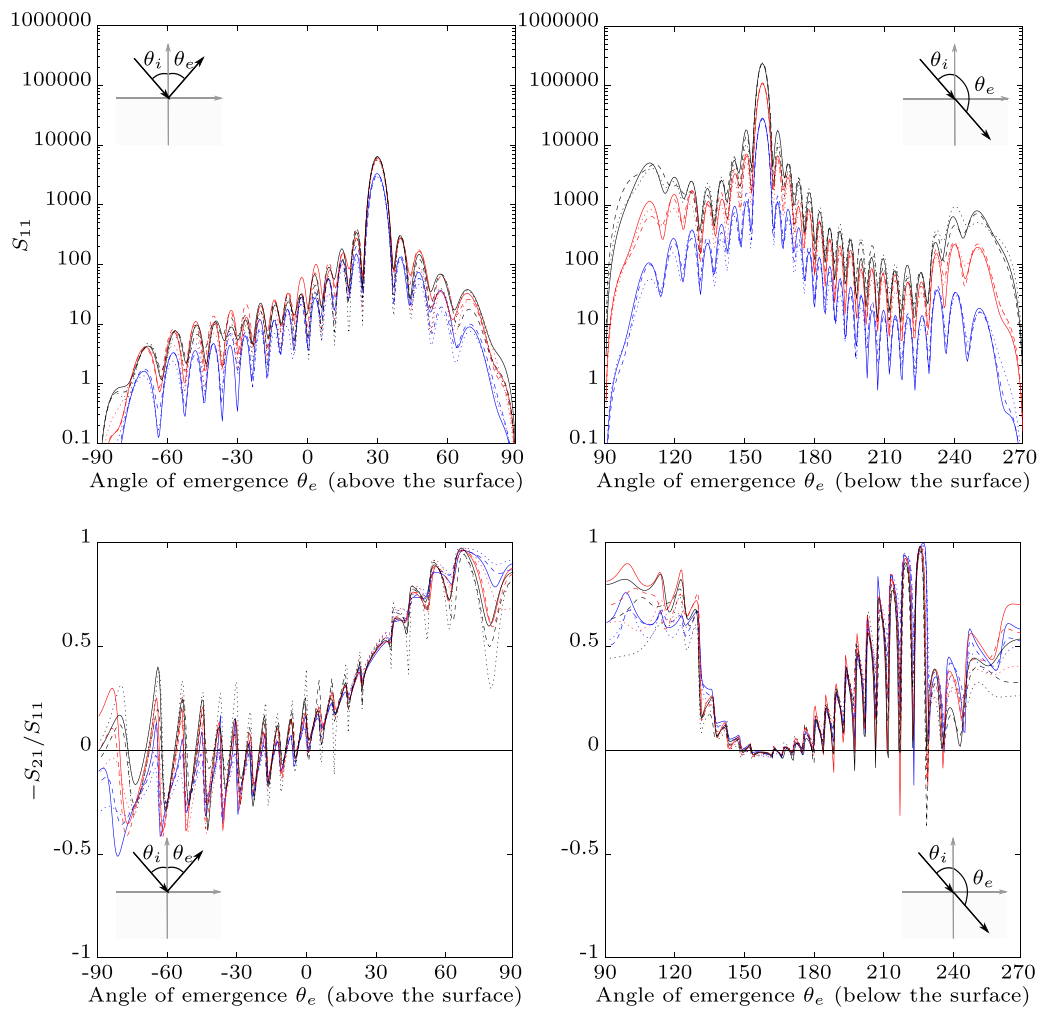 1000000
100000
10000
1000
100
10
1
0.1
S11
θi θe
-90 -60 -30 0 30 60 90
Angle of emergence θe (above the surface)
1000000
100000
10000
1000
100
10
1
0.1
θi
θe
90 120 150 180 210 240 270
Angle of emergence θe (below the surface)
1
0.5
0
-0.5
-1
−S21/S11
θi θe
-90 -60 -30 0 30 60 90
Angle of emergence θe (above the surface)
1
0.5
0
-0.5
-1
θi
θe
90 120 150 180 210 240 270
Angle of emergence θe (below the surface)